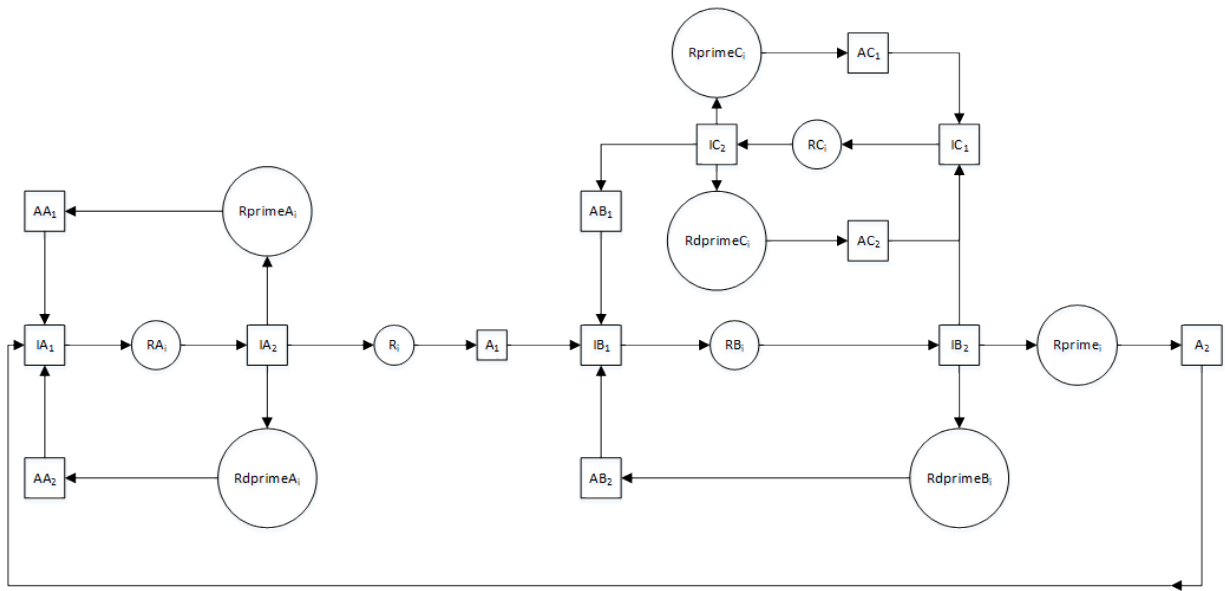 RprimeCᵢ
AC₁
IC₂
RCᵢ
IC₁
AA₁
RprimeAᵢ
AB₁
RdprimeCᵢ
AC₂
IA₁
RAᵢ
IA₂
Rᵢ
A₁
IB₁
RBᵢ
IB₂
Rprimeᵢ
A₂
AA₂
RdprimeAᵢ
AB₂
RdprimeBᵢ